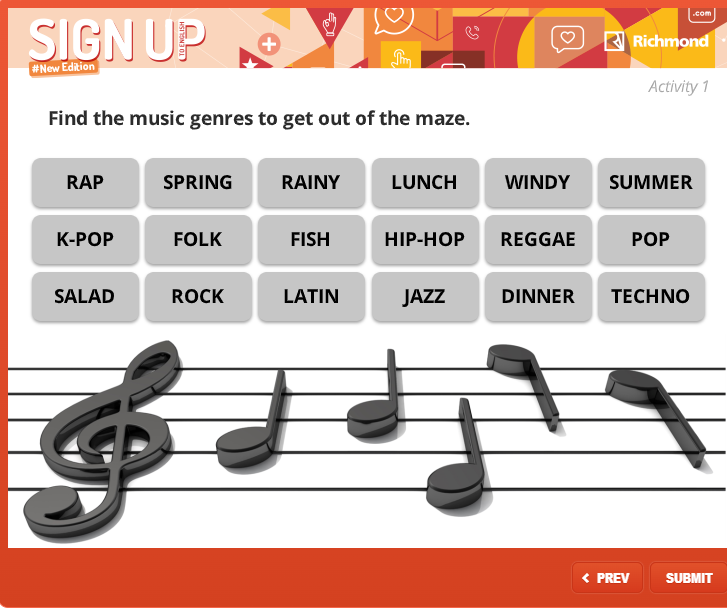 SIGN UP
TO ENGLISH
#New Edition
.com
Richmond
Activity 1
Find the music genres to get out of the maze.
RAP SPRING RAINY LUNCH WINDY SUMMER
K-POP FOLK FISH HIP-HOP REGGAE POP
SALAD ROCK LATIN JAZZ DINNER TECHNO
PREV SUBMIT